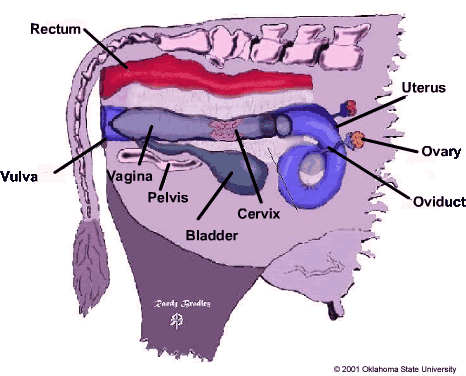 Rectum
Uterus
Ovary
Vulva
Vagina
Pelvis
Cervix
Oviduct
Bladder
Randy Bradley
© 2001 Oklahoma State University